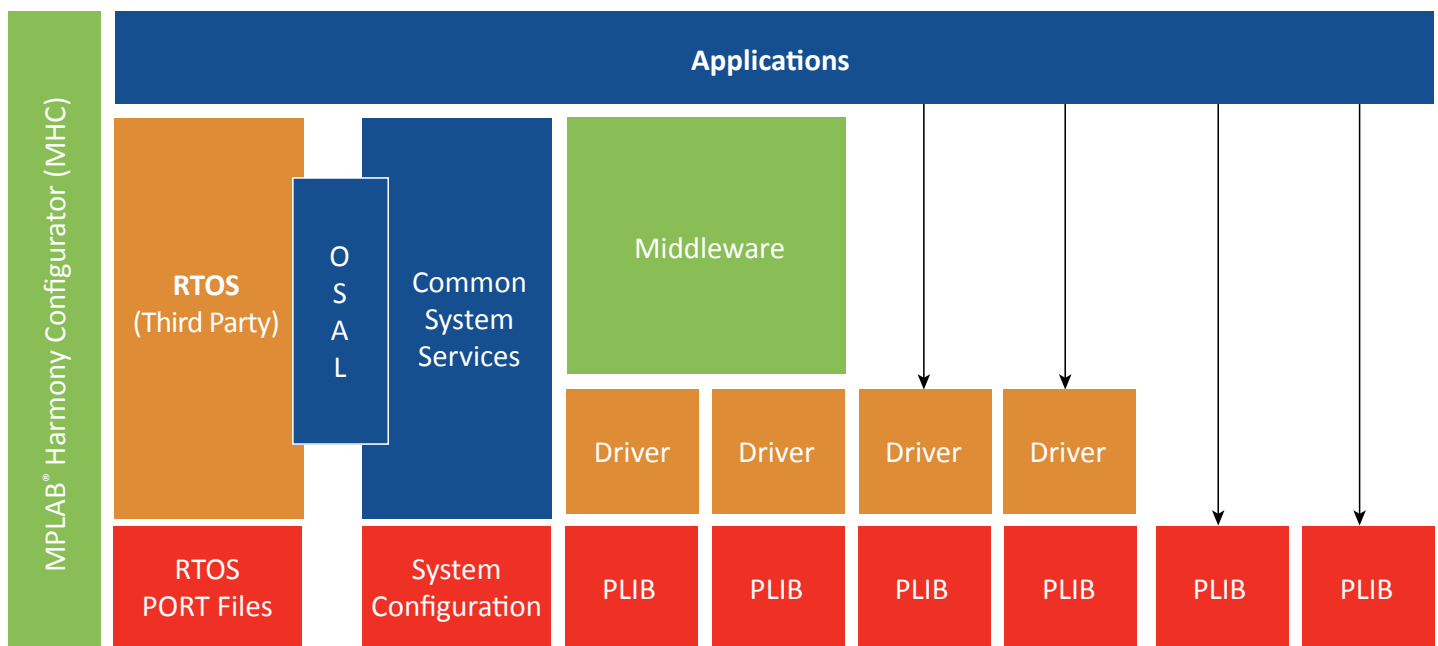 MPLAB® Harmony Configurator (MHC)
Applications
RTOS
(Third Party)
O
S
A
L
Common
System
Services
Middleware
Driver
Driver
Driver
Driver
RTOS
PORT Files
System
Configuration
PLIB
PLIB
PLIB
PLIB
PLIB
PLIB